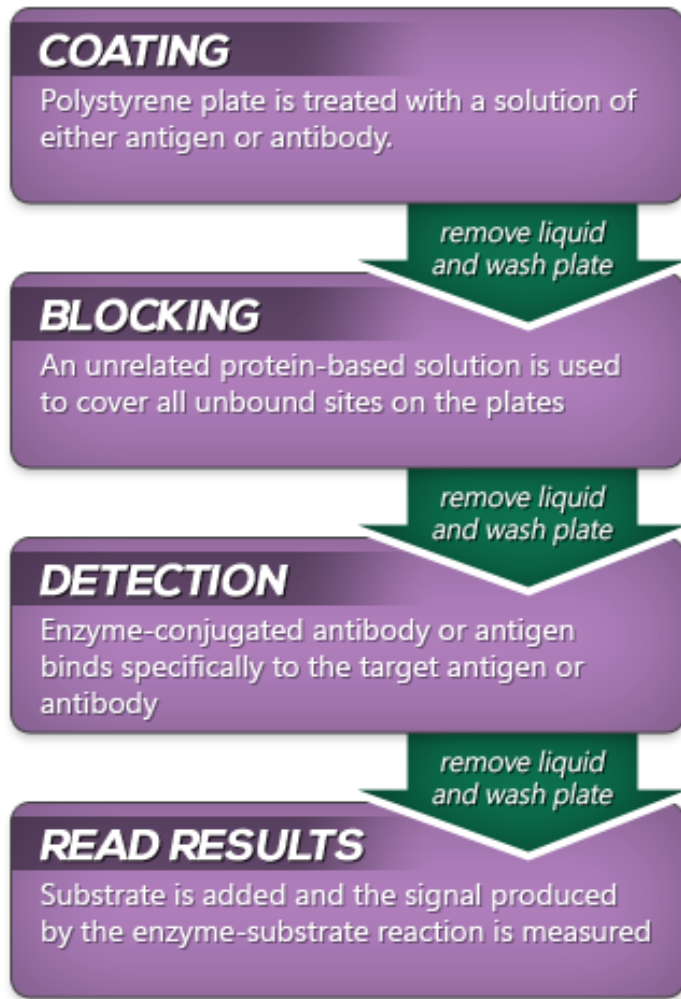 COATING
Polystyrene plate is treated with a solution of
either antigen or antibody.
remove liquid
and wash plate
BLOCKING
An unrelated protein-based solution is used
to cover all unbound sites on the plates
remove liquid
and wash plate
DETECTION
Enzyme-conjugated antibody or antigen
binds specifically to the target antigen or
antibody
remove liquid
and wash plate
READ RESULTS
Substrate is added and the signal produced
by the enzyme-substrate reaction is measured